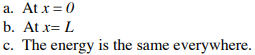 a. At x = 0
b. At x= L
c. The energy is the same everywhere.